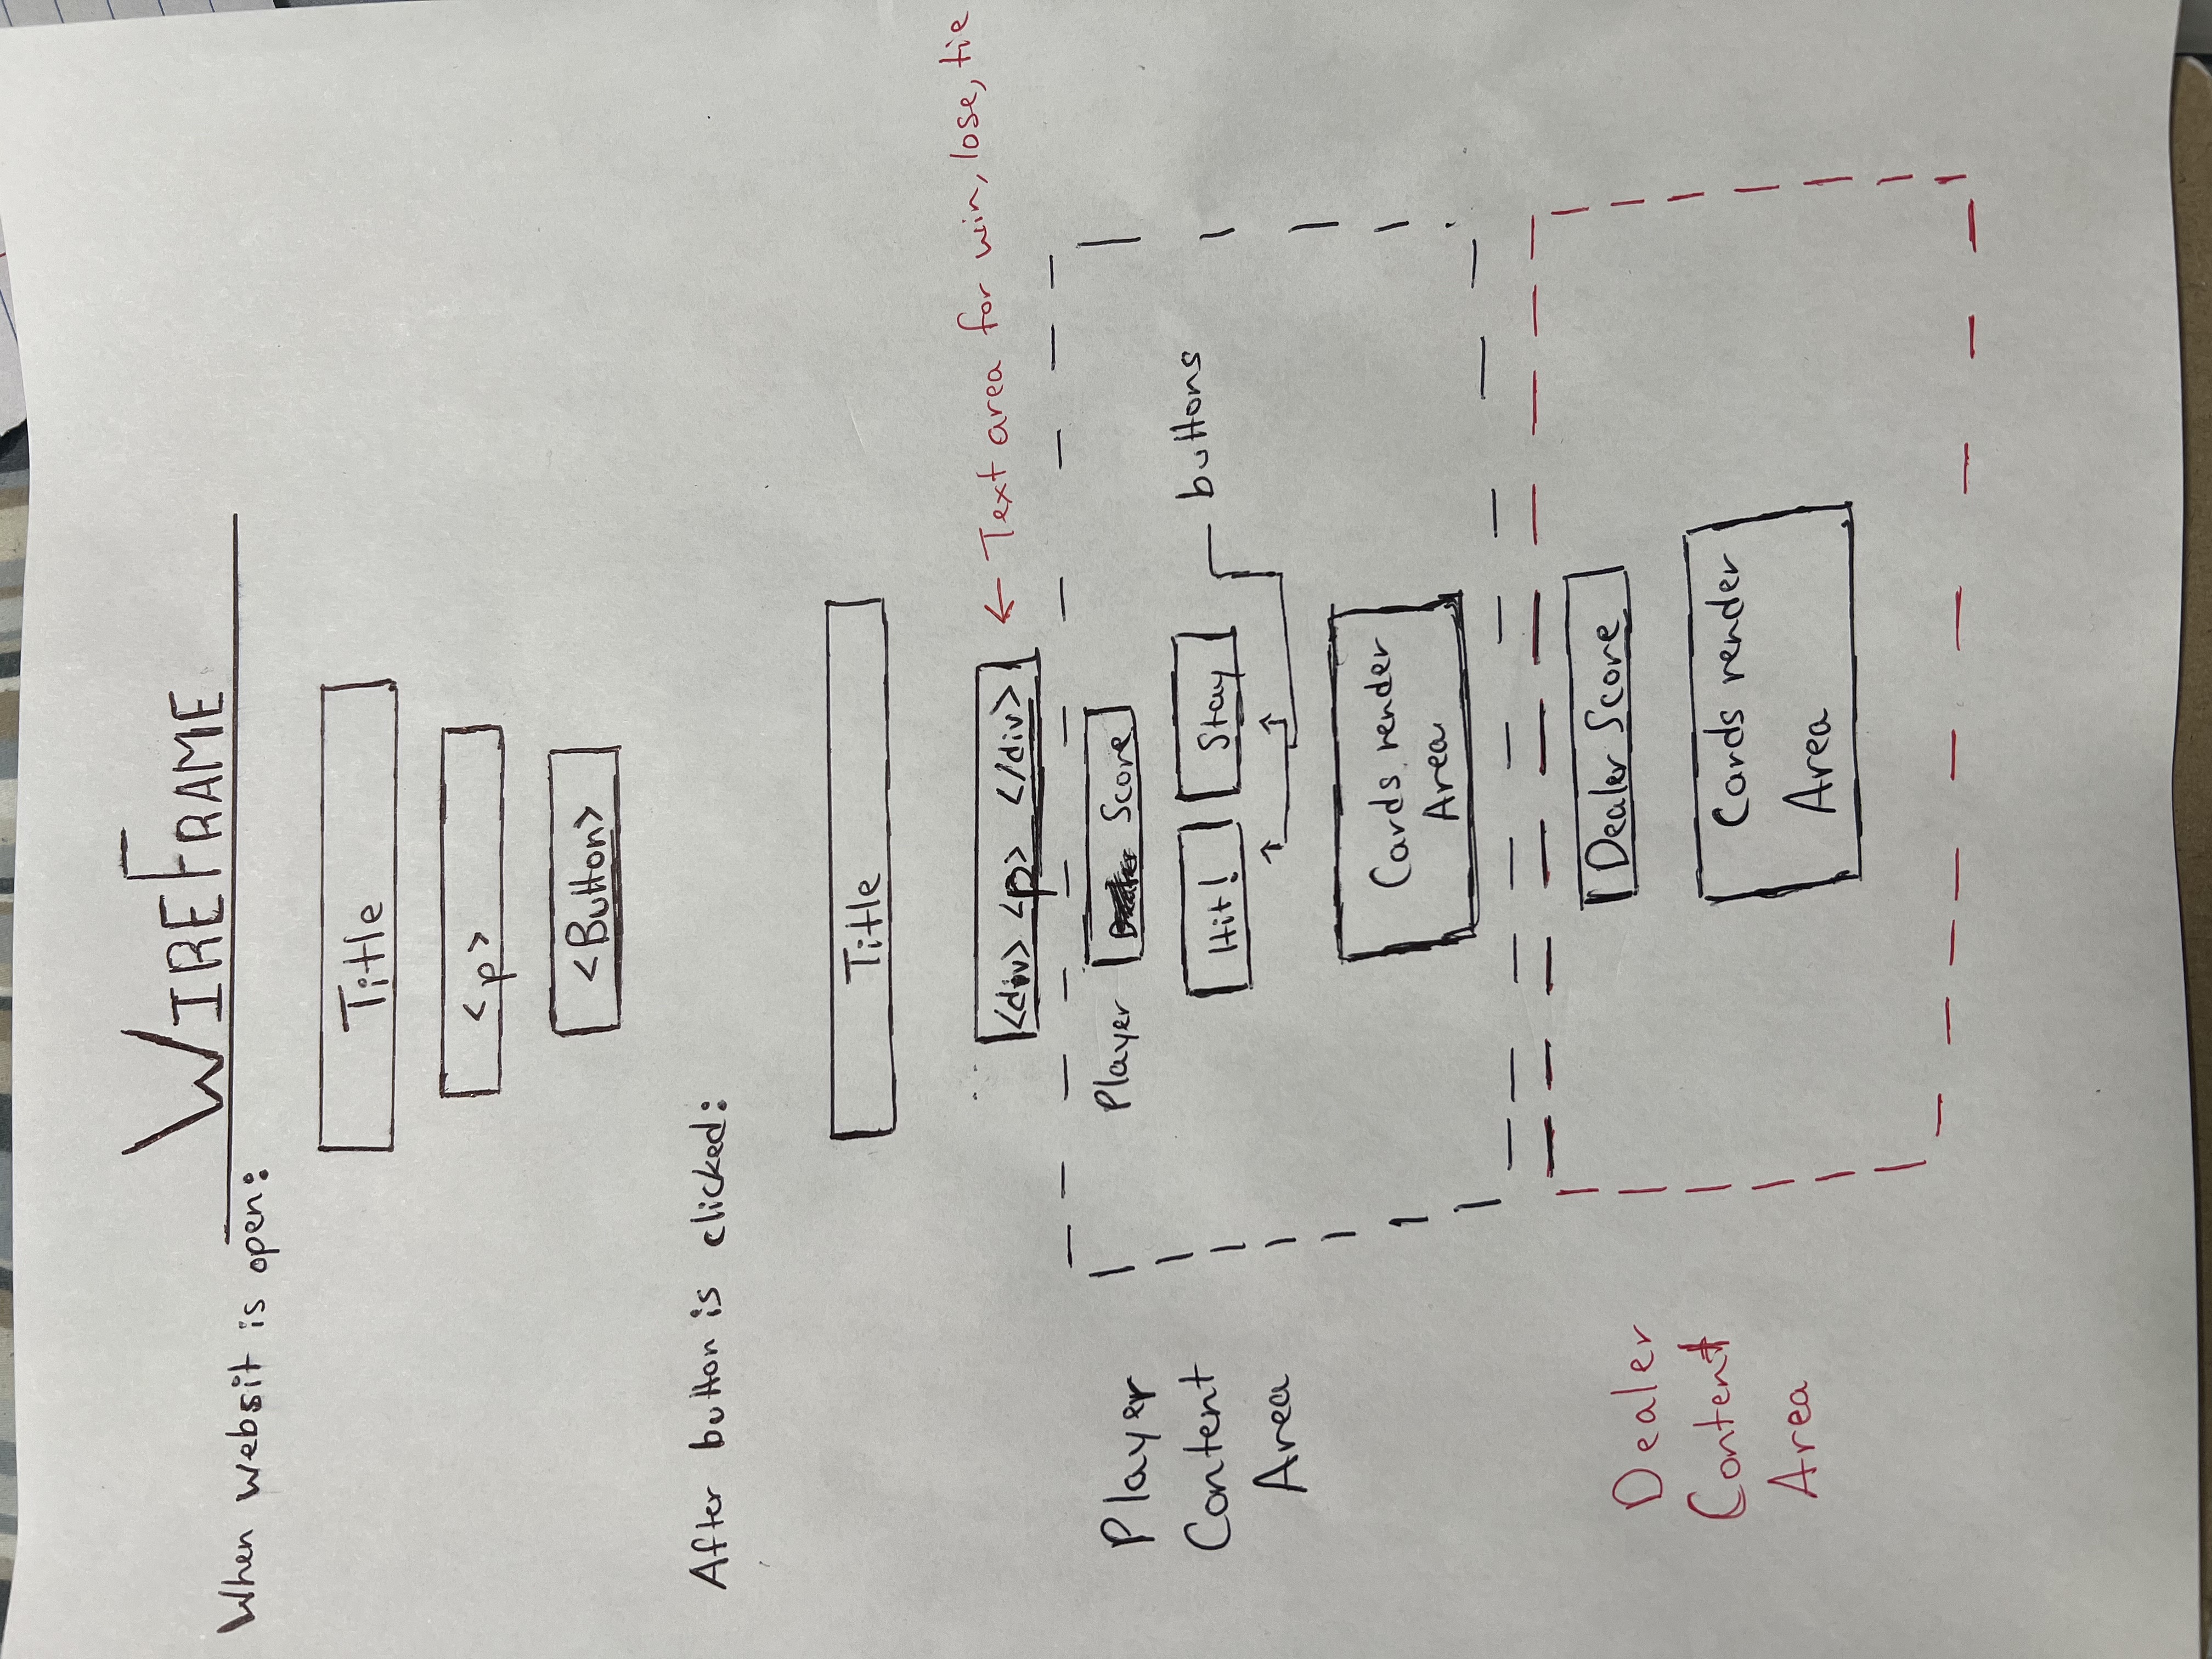 WIREFRAME
When websit is open:
Title
<p>
<Button>
After button is clicked:
Title
<div> <p> </div>
← Text area for win, lose, tie
Player
Content
Area
Player Score
Hit! Stay
buttons
Cards render
Area
Dealer
Content
Area
Dealer Score
Cards render
Area